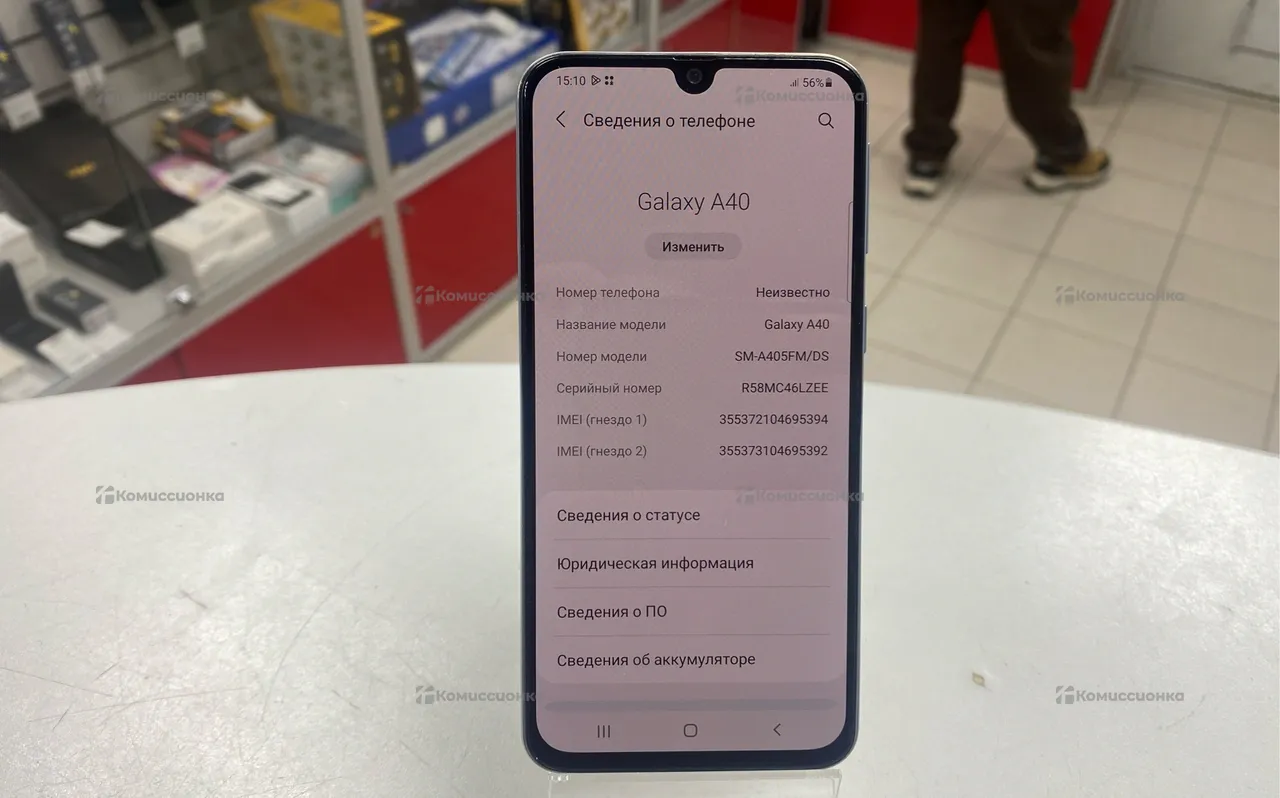 15:10
56%
Сведения о телефоне
Galaxy A40
Изменить
Номер телефона Неизвестно
Название модели Galaxy A40
Номер модели SM-A405FM/DS
Серийный номер R58MC46LZEE
IMEI (гнездо 1) 355372104695394
IMEI (гнездо 2) 355373104695392
Сведения о статусе
Юридическая информация
Сведения о ПО
Сведения об аккумуляторе
Комиссионка
Комиссионка
Комиссионка
Комиссионка
Комиссионка
Комиссионка
Комиссионка
Комиссионка